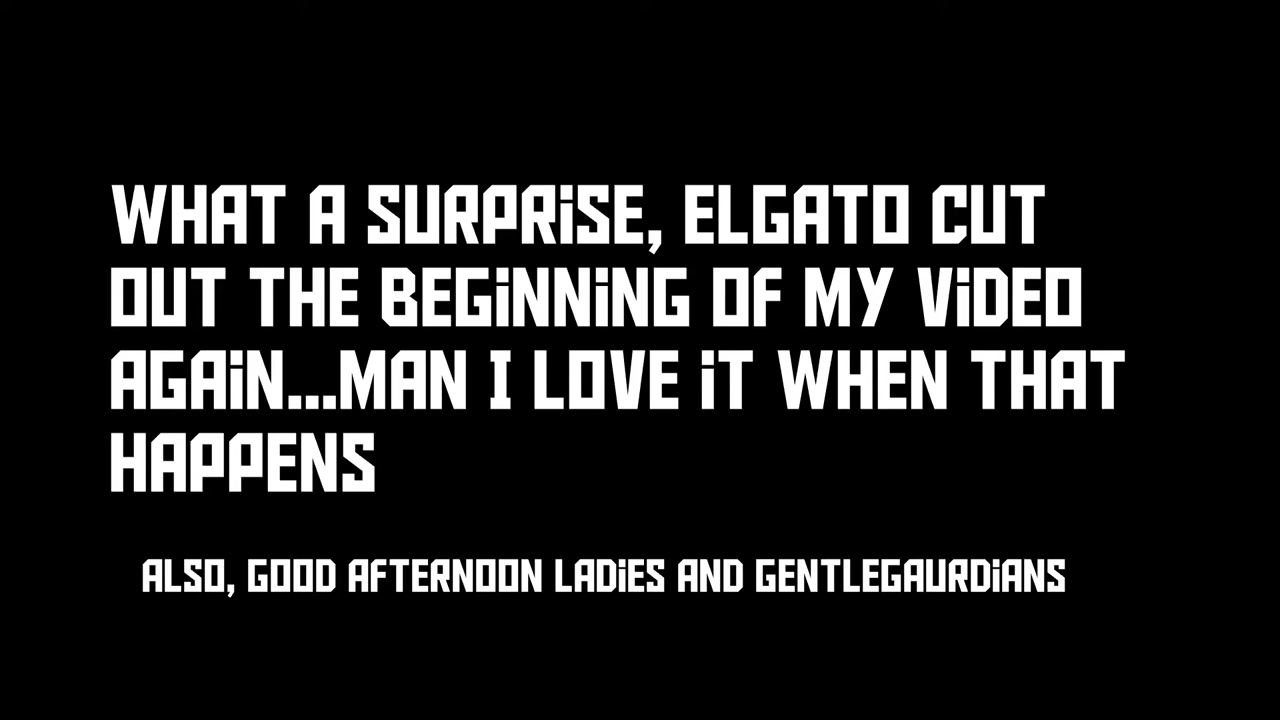 WHAT A SURPRiSE, ELGATO CUT
OUT THE BEGiNNiNG OF MY ViDEO
AGAiN...MAN I LOVE iT WHEN THAT
HAPPENS
ALSO, GOOD AFTERNOON LADiES AND GENTLEGAURDiANS